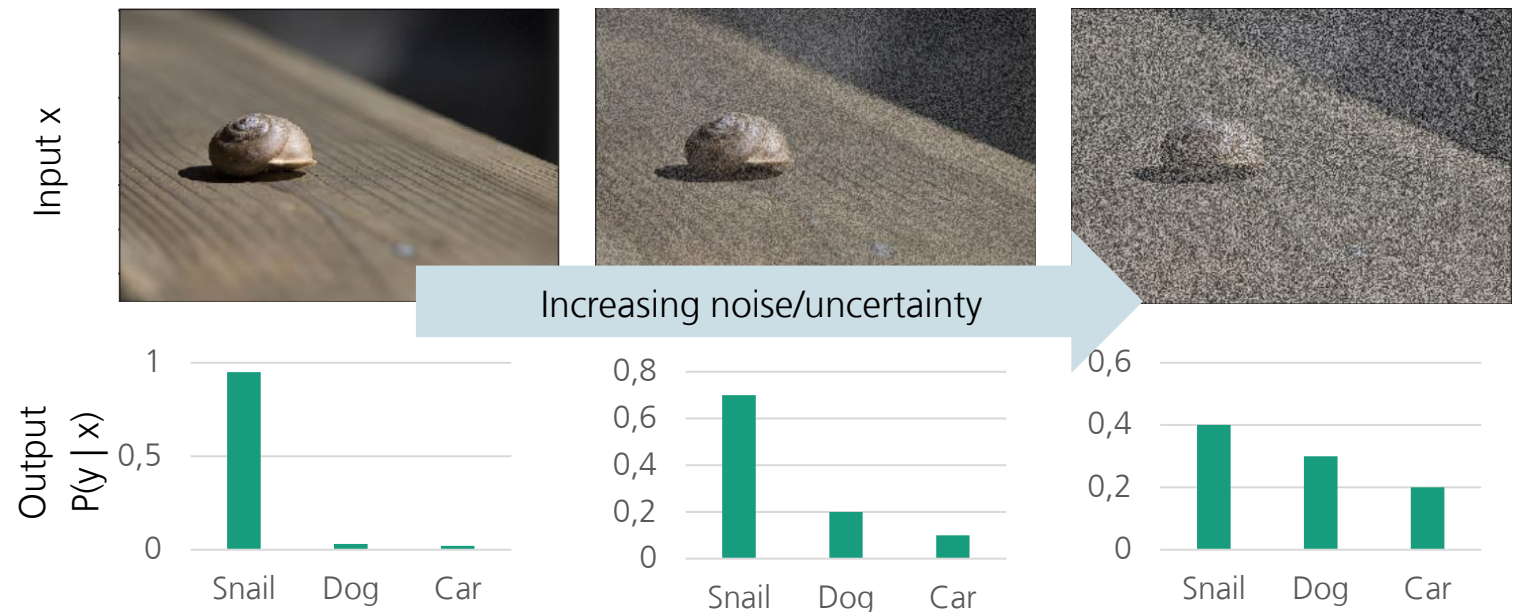 Input x
Increasing noise/uncertainty
Output
P(y | x)
1
0,5
0
Snail Dog Car
0,8
0,6
0,4
0,2
0
Snail Dog Car
0,6
0,4
0,2
0
Snail Dog Car